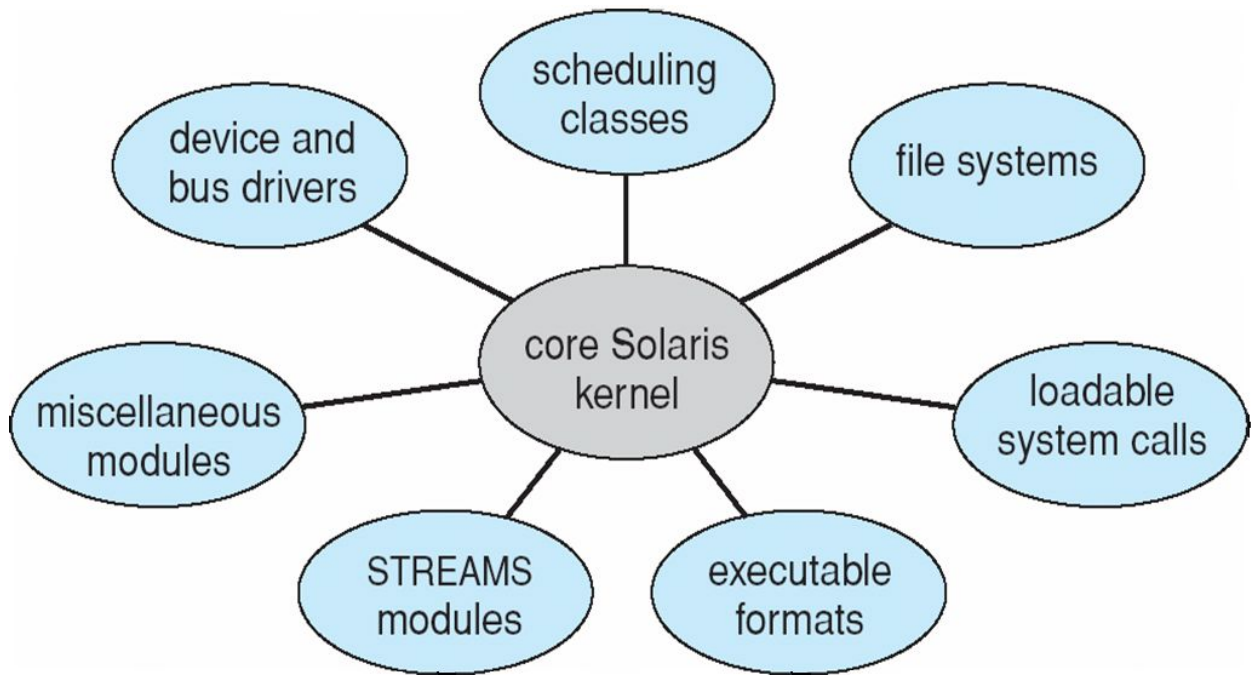 scheduling
classes
device and
bus drivers
file systems
core Solaris
kernel
miscellaneous
modules
loadable
system calls
STREAMS
modules
executable
formats